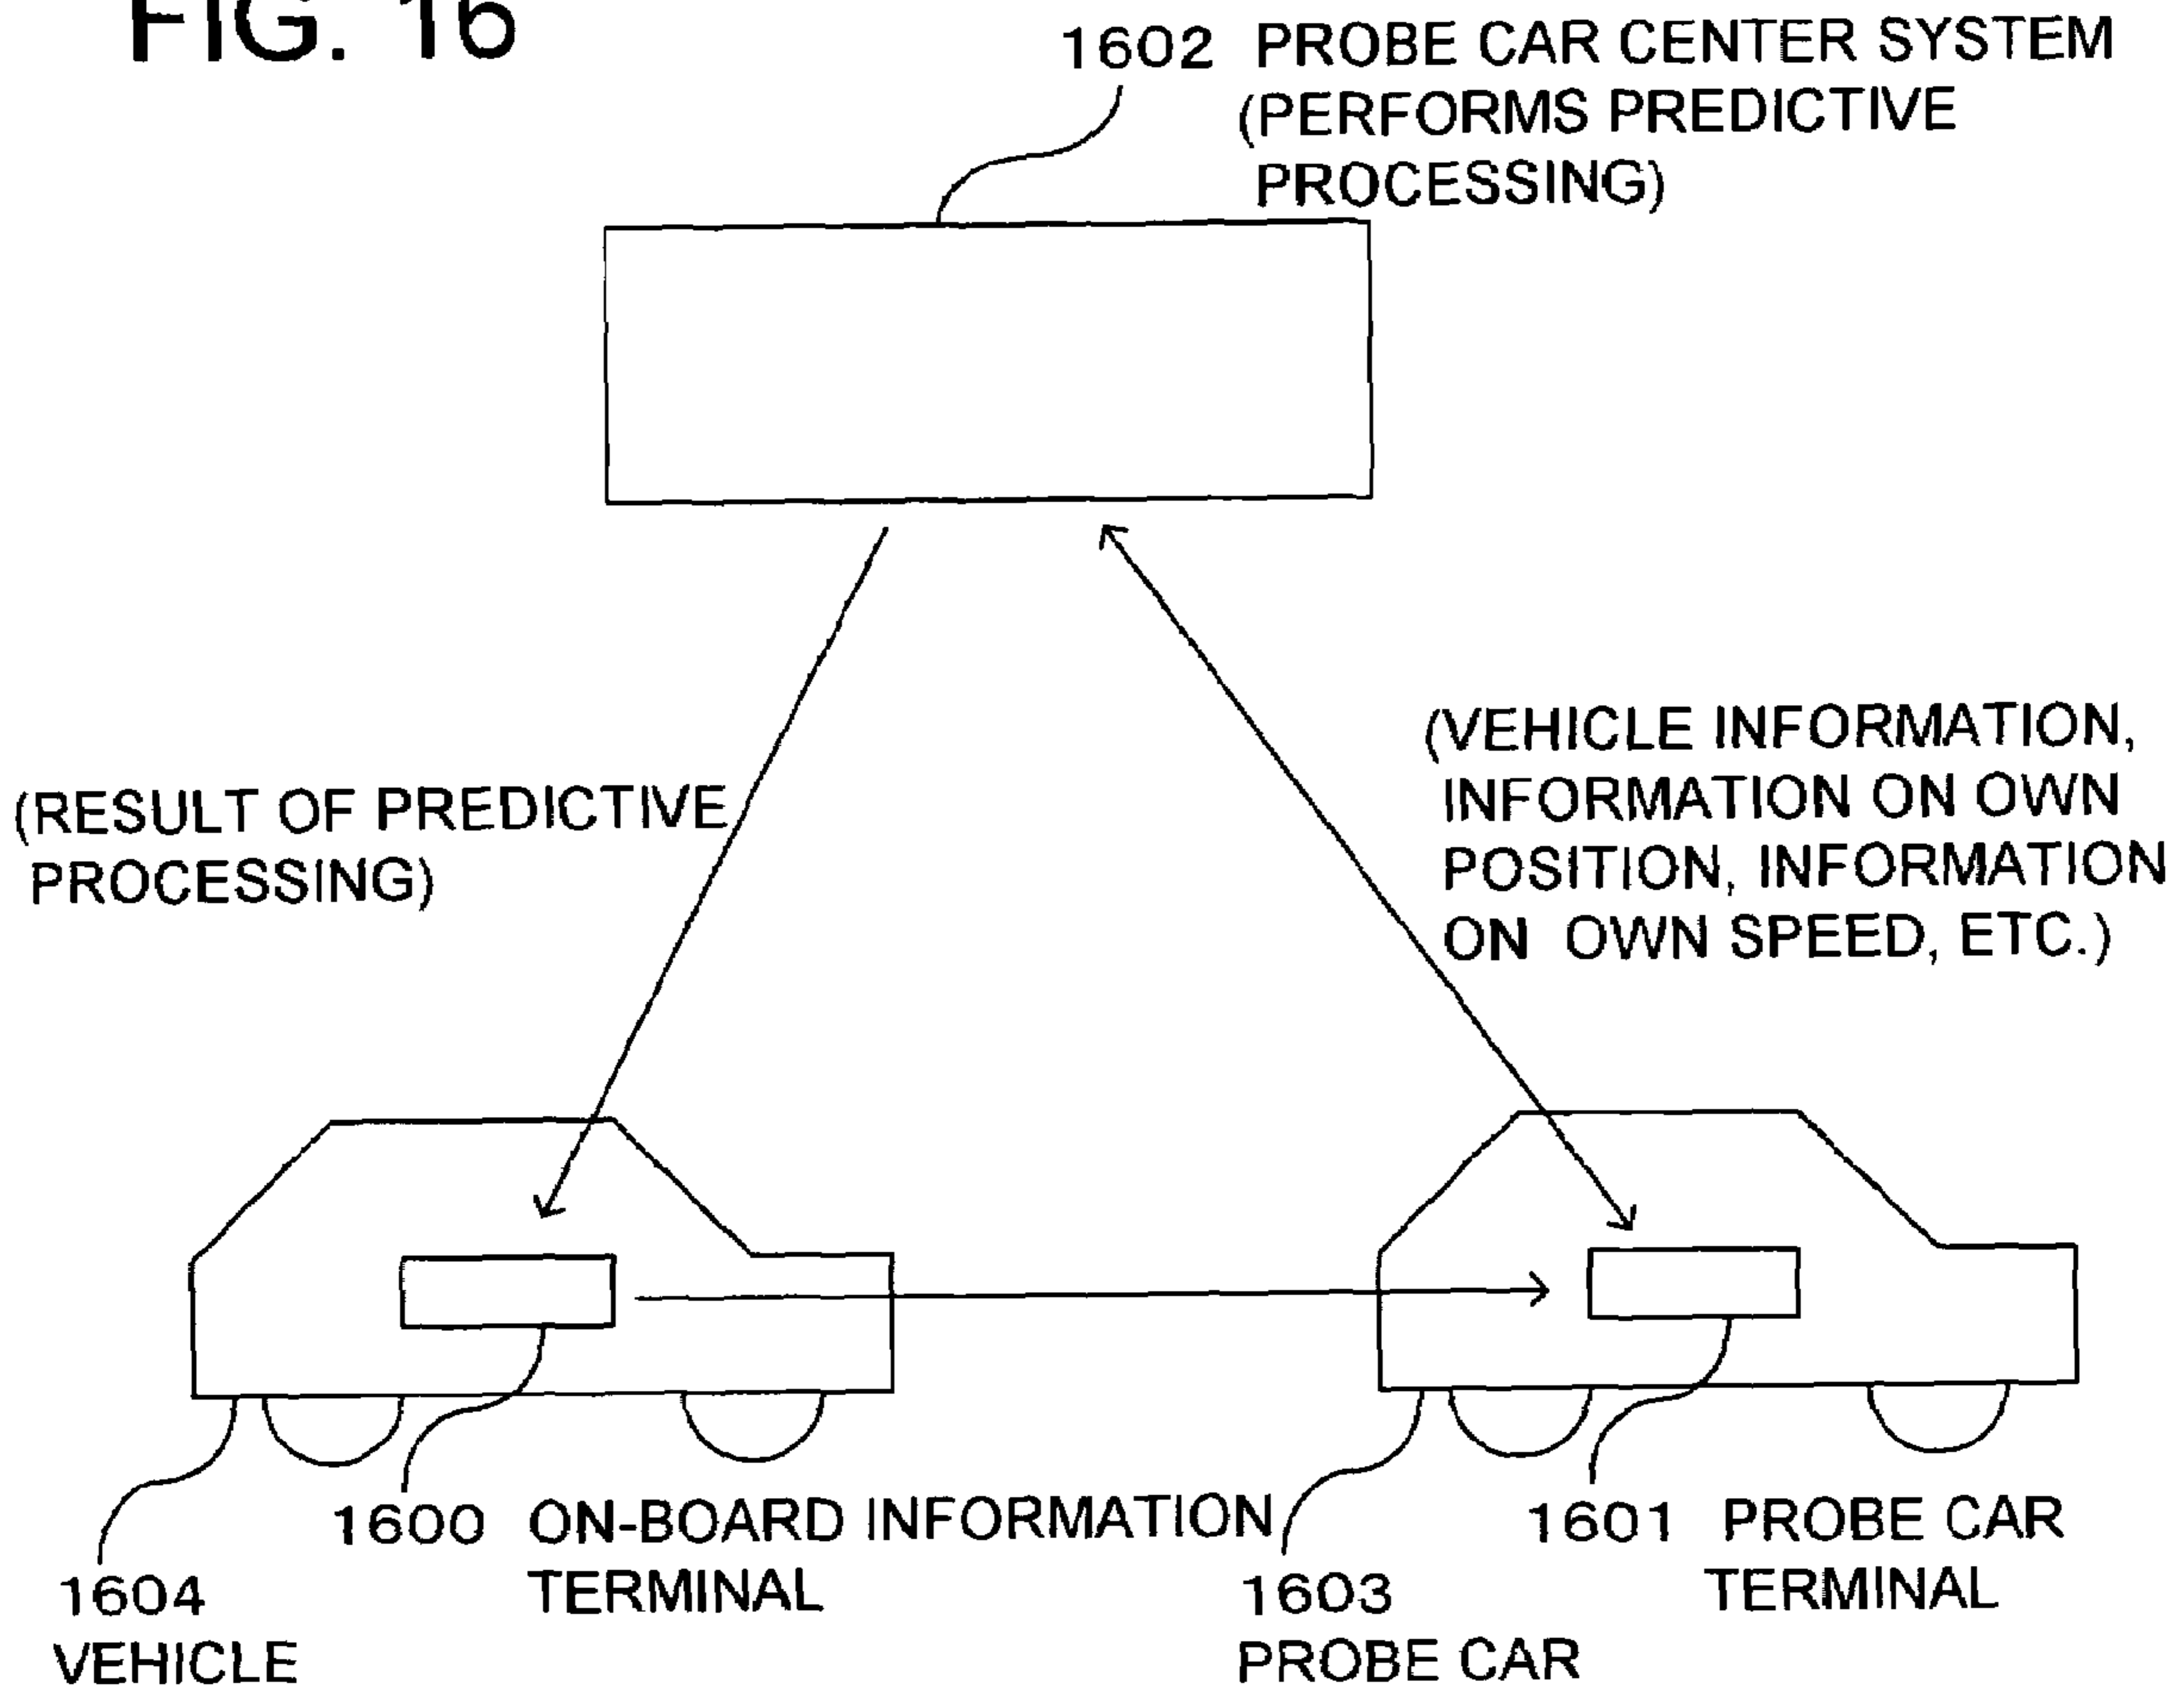 FIG. 16
1602 PROBE CAR CENTER SYSTEM
(PERFORMS PREDICTIVE
PROCESSING)
(VEHICLE INFORMATION,
INFORMATION ON OWN
POSITION, INFORMATION
ON OWN SPEED, ETC.)
(RESULT OF PREDICTIVE
PROCESSING)
1600 ON-BOARD INFORMATION
TERMINAL
1601 PROBE CAR
TERMINAL
1604
VEHICLE
1603
PROBE CAR